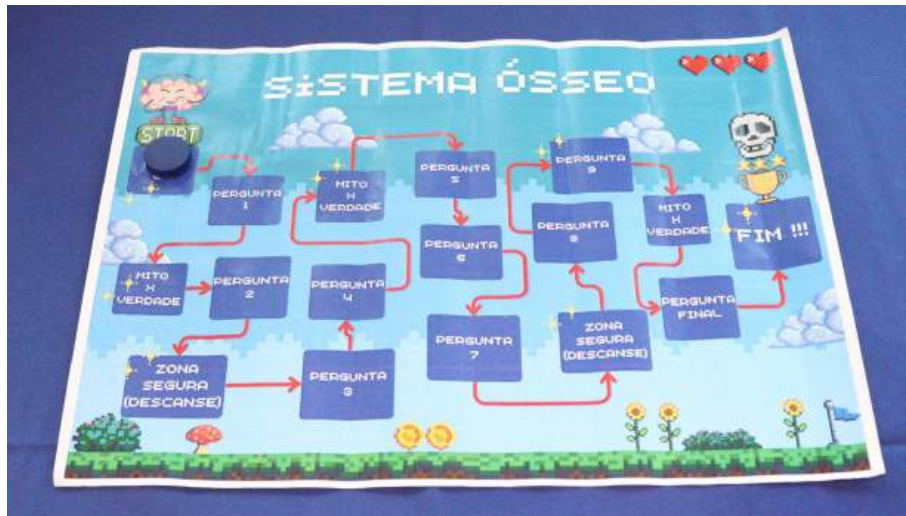 SISTEMA ÓSSEO
START
PERGUNTA
1
MITO
X
VERDADE
PERGUNTA
2
ZONA
SEGURA
(DESCANSE)
PERGUNTA
3
PERGUNTA
4
MITO
X
VERDADE
PERGUNTA
5
PERGUNTA
6
PERGUNTA
7
ZONA
SEGURA
(DESCANSE)
PERGUNTA
8
PERGUNTA
9
MITO
X
VERDADE
PERGUNTA
FINAL
FIM !!!